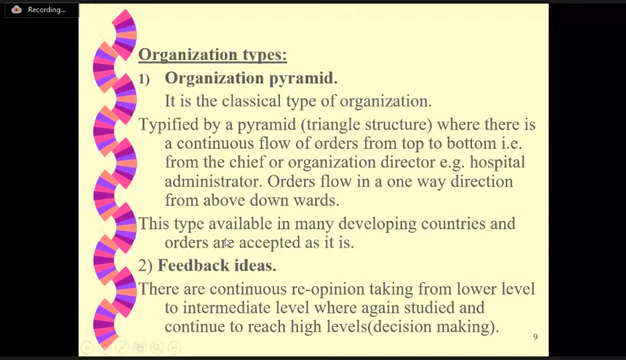 Recording...
Organization types:
1) Organization pyramid.
It is the classical type of organization.
Typified by a pyramid (triangle structure) where there is
a continuous flow of orders from top to bottom i.e.
from the chief or organization director e.g. hospital
administrator. Orders flow in a one way direction
from above down wards.
This type available in many developing countries and
orders are accepted as it is.
2) Feedback ideas.
There are continuous re-opinion taking from lower level
to intermediate level where again studied and
continue to reach high levels(decision making).
9